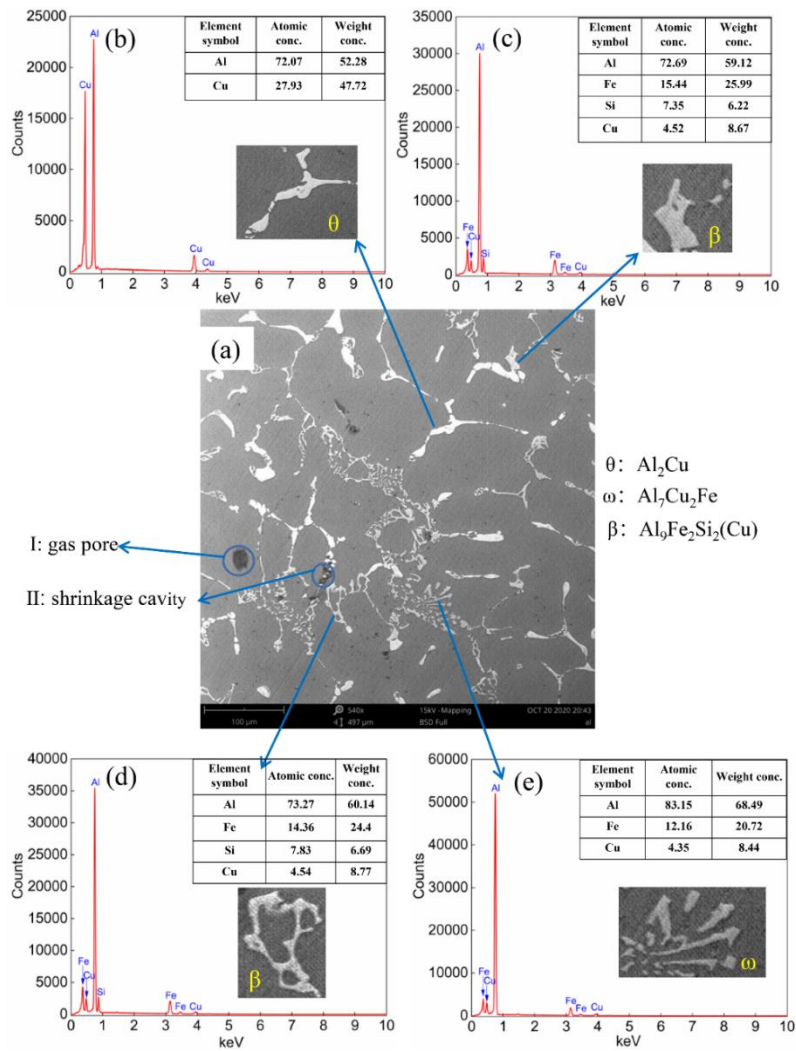 (b)
Element symbol Atomic conc. Weight conc.
Al 72.07 52.28
Cu 27.93 47.72
25000
20000
15000
10000
5000
0
Counts
Cu
Al
Cu
Cu
θ
0 1 2 3 4 5 6 7 8 9 10
keV
(c)
Element symbol Atomic conc. Weight conc.
Al 72.69 59.12
Fe 15.44 25.99
Si 7.35 6.22
Cu 4.52 8.67
35000
30000
25000
20000
15000
10000
5000
0
Counts
Al
Fe
Cu
Si
Fe
Fe
Cu
β
0 1 2 3 4 5 6 7 8 9 10
keV
(a)
I: gas pore
II: shrinkage cavity
θ: Al₂Cu
ω: Al₇Cu₂Fe
β: Al₉Fe₂Si₂(Cu)
100 µm
540x
497 µm
15kV -Mapping
BSD Full
OCT 20 2020 20:43
al
(d)
Element symbol Atomic conc. Weight conc.
Al 73.27 60.14
Fe 14.36 24.4
Si 7.83 6.69
Cu 4.54 8.77
40000
35000
30000
25000
20000
15000
10000
5000
0
Counts
Al
Fe
Cu
Si
Fe
Fe
Cu
β
0 1 2 3 4 5 6 7 8 9 10
keV
(e)
Element symbol Atomic conc. Weight conc.
Al 83.15 68.49
Fe 12.16 20.72
Cu 4.35 8.44
60000
50000
40000
30000
20000
10000
0
Counts
Al
Fe
Cu
Fe
Fe
Cu
ω
0 1 2 3 4 5 6 7 8 9 10
keV